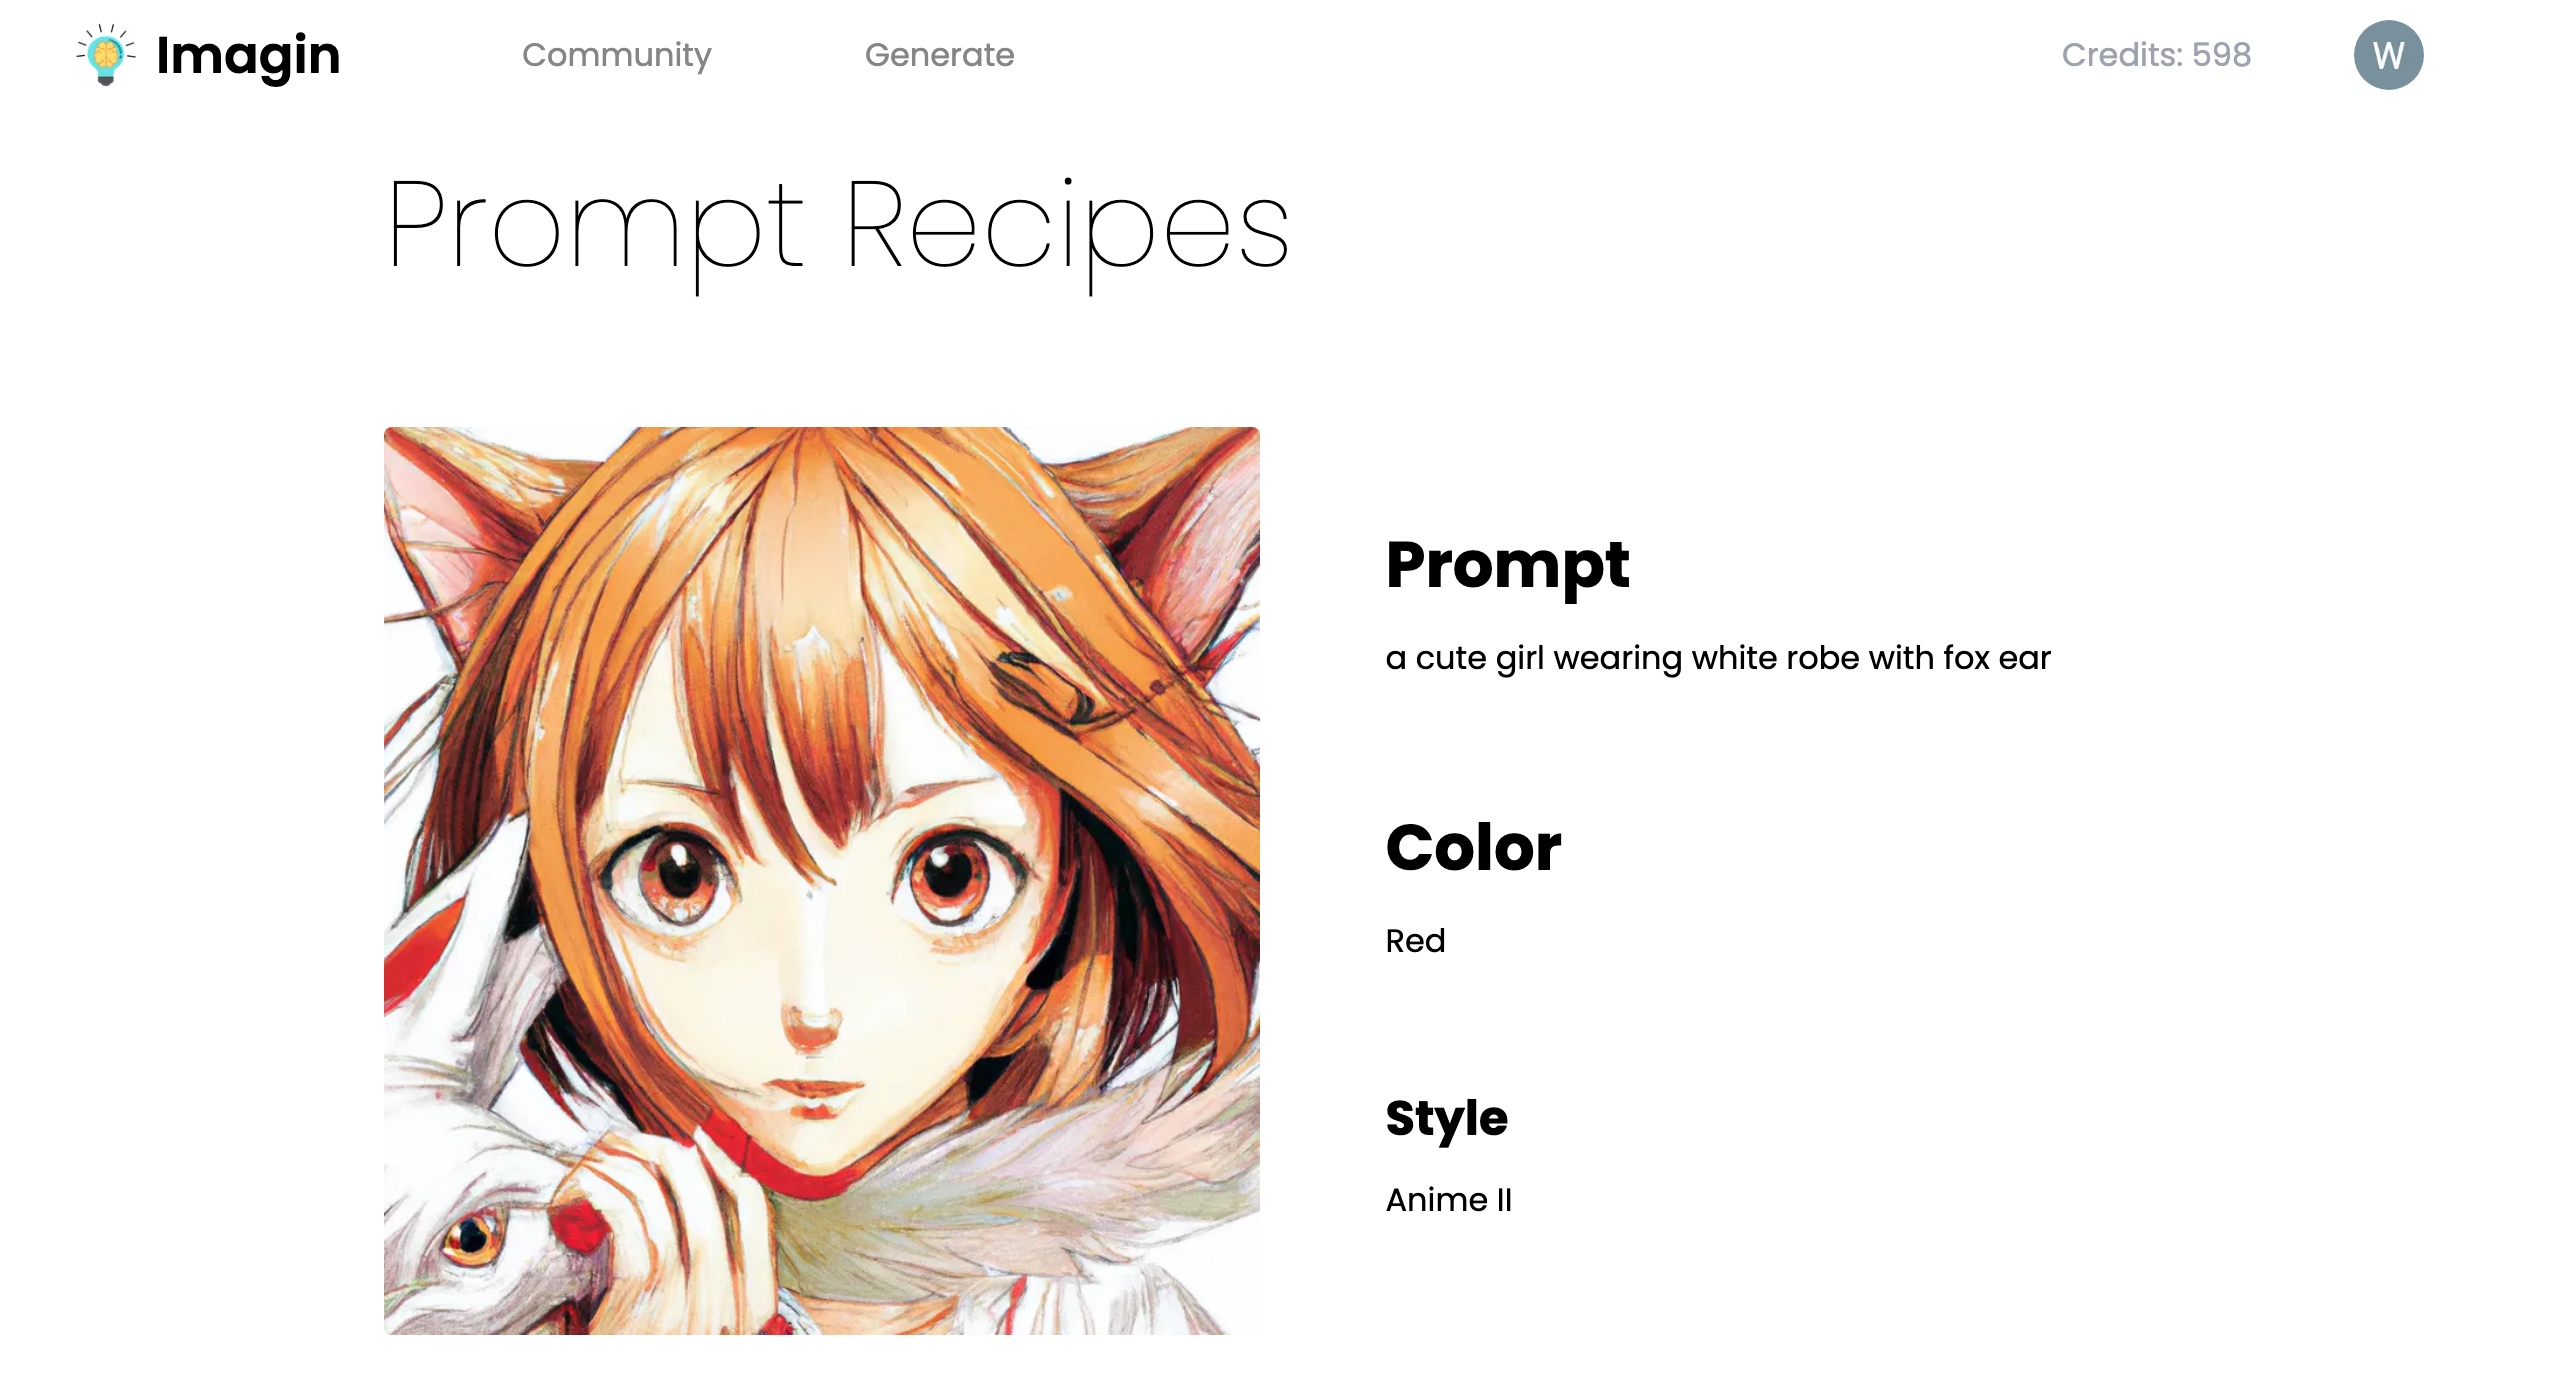 Imagin
Community
Generate
Credits: 598
W
Prompt Recipes
Prompt
a cute girl wearing white robe with fox ear
Color
Red
Style
Anime II